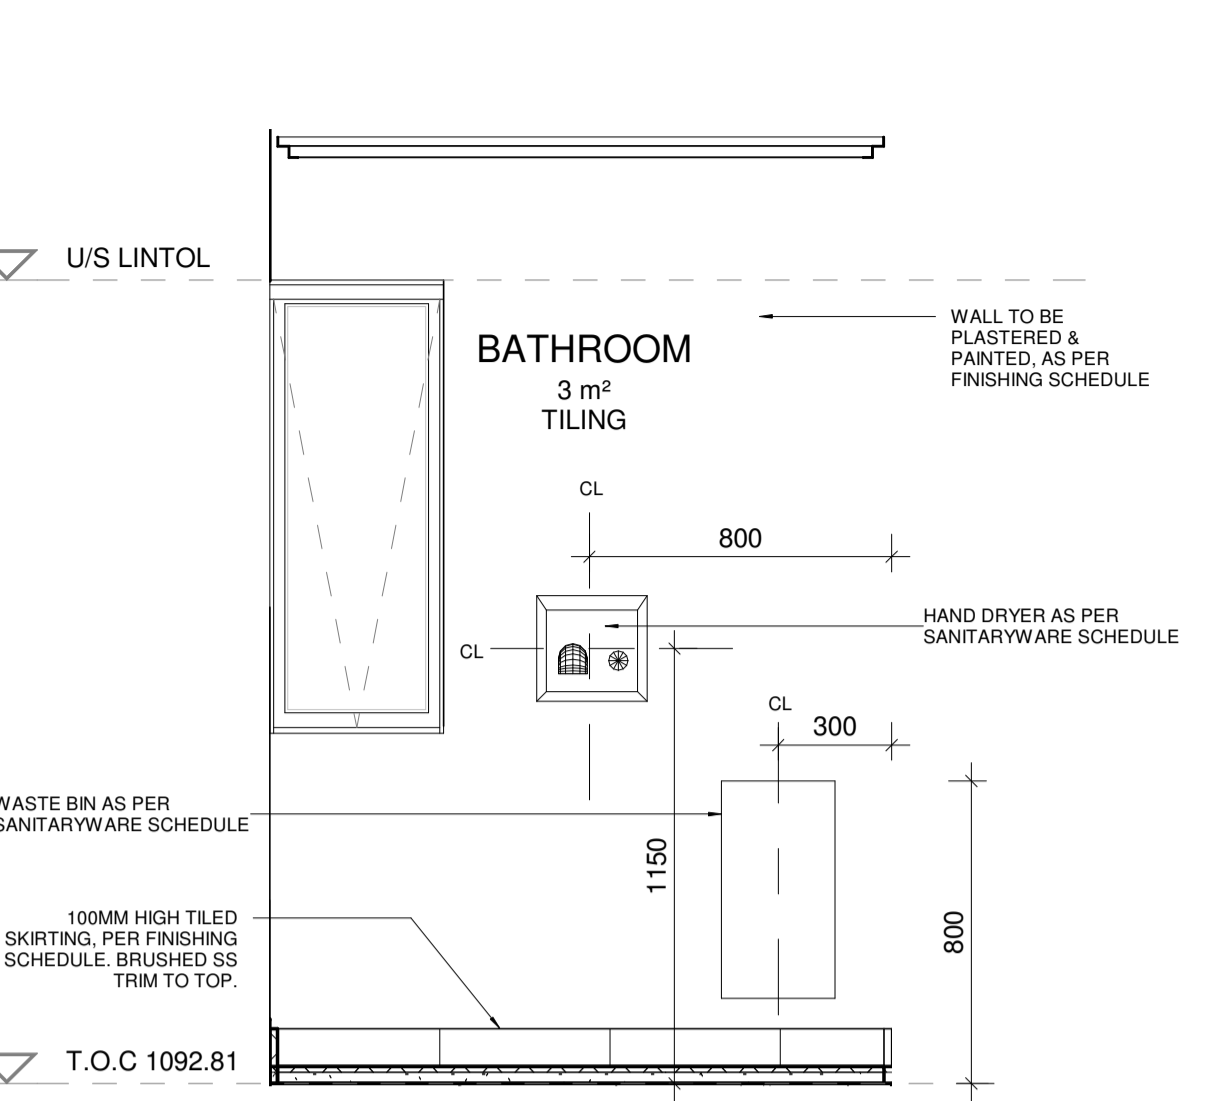 U/S LINTOL
WALL TO BE
PLASTERED &
PAINTED, AS PER
FINISHING SCHEDULE
BATHROOM
3 m²
TILING
CL
800
HAND DRYER AS PER
SANITARYWARE SCHEDULE
CL
CL
300
WASTE BIN AS PER
SANITARYWARE SCHEDULE
1150
800
100MM HIGH TILED
SKIRTING, PER FINISHING
SCHEDULE. BRUSHED SS
TRIM TO TOP.
T.O.C 1092.81